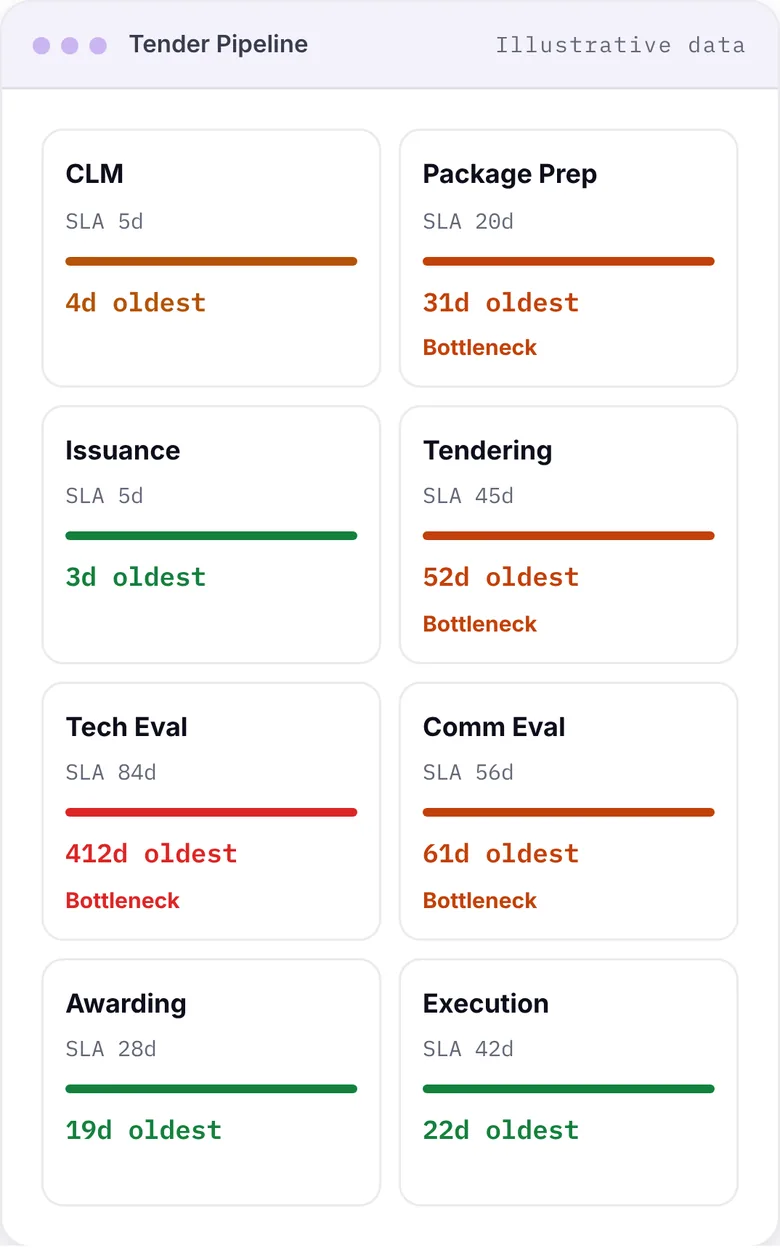 Tender Pipeline
Illustrative data
CLM
SLA 5d
4d oldest
Package Prep
SLA 20d
31d oldest
Bottleneck
Issuance
SLA 5d
3d oldest
Tendering
SLA 45d
52d oldest
Bottleneck
Tech Eval
SLA 84d
412d oldest
Bottleneck
Comm Eval
SLA 56d
61d oldest
Bottleneck
Awarding
SLA 28d
19d oldest
Execution
SLA 42d
22d oldest